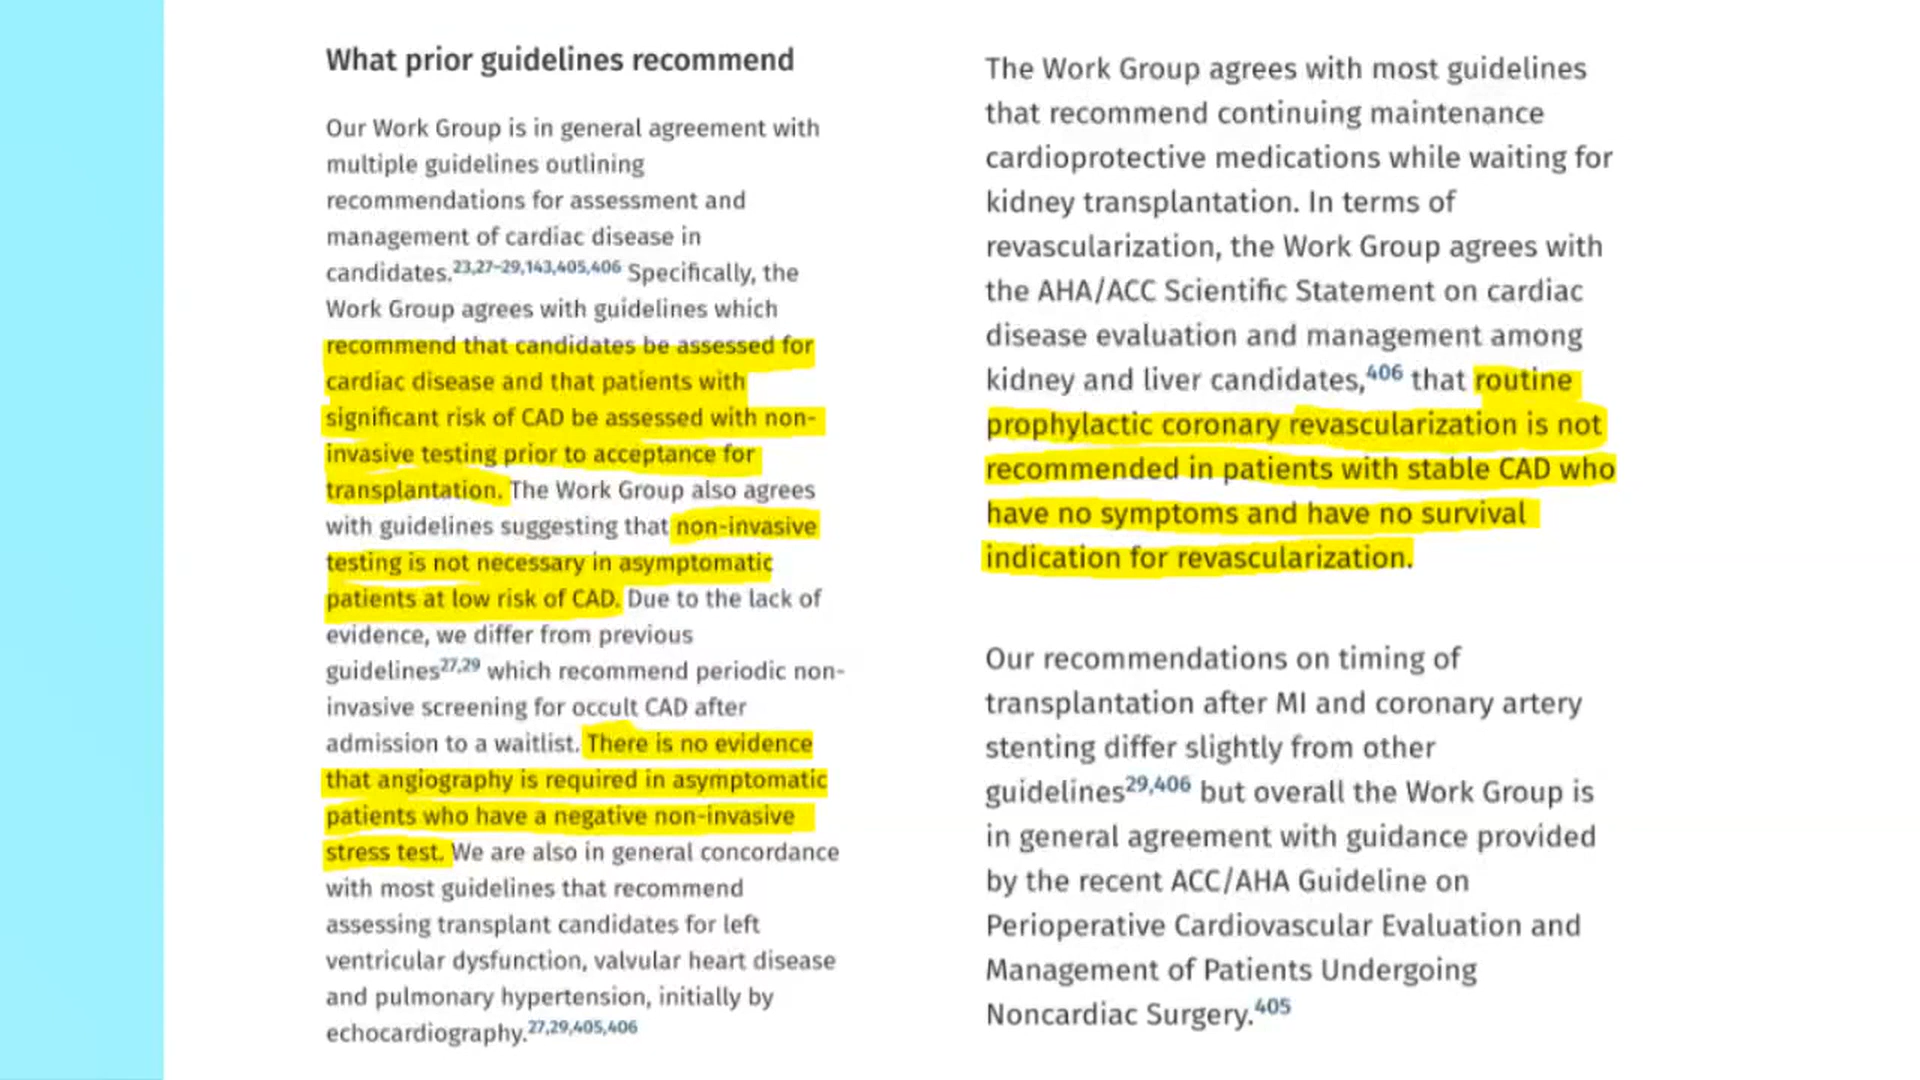 What prior guidelines recommend
Our Work Group is in general agreement with
multiple guidelines outlining
recommendations for assessment and
management of cardiac disease in
candidates.23,27–29,143,405,406 Specifically, the
Work Group agrees with guidelines which
recommend that candidates be assessed for
cardiac disease and that patients with
significant risk of CAD be assessed with non-
invasive testing prior to acceptance for
transplantation. The Work Group also agrees
with guidelines suggesting that non-invasive
testing is not necessary in asymptomatic
patients at low risk of CAD. Due to the lack of
evidence, we differ from previous
guidelines27,29 which recommend periodic non-
invasive screening for occult CAD after
admission to a waitlist. There is no evidence
that angiography is required in asymptomatic
patients who have a negative non-invasive
stress test. We are also in general concordance
with most guidelines that recommend
assessing transplant candidates for left
ventricular dysfunction, valvular heart disease
and pulmonary hypertension, initially by
echocardiography.27,29,405,406
The Work Group agrees with most guidelines
that recommend continuing maintenance
cardioprotective medications while waiting for
kidney transplantation. In terms of
revascularization, the Work Group agrees with
the AHA/ACC Scientific Statement on cardiac
disease evaluation and management among
kidney and liver candidates,406 that routine
prophylactic coronary revascularization is not
recommended in patients with stable CAD who
have no symptoms and have no survival
indication for revascularization.
Our recommendations on timing of
transplantation after MI and coronary artery
stenting differ slightly from other
guidelines29,406 but overall the Work Group is
in general agreement with guidance provided
by the recent ACC/AHA Guideline on
Perioperative Cardiovascular Evaluation and
Management of Patients Undergoing
Noncardiac Surgery.405